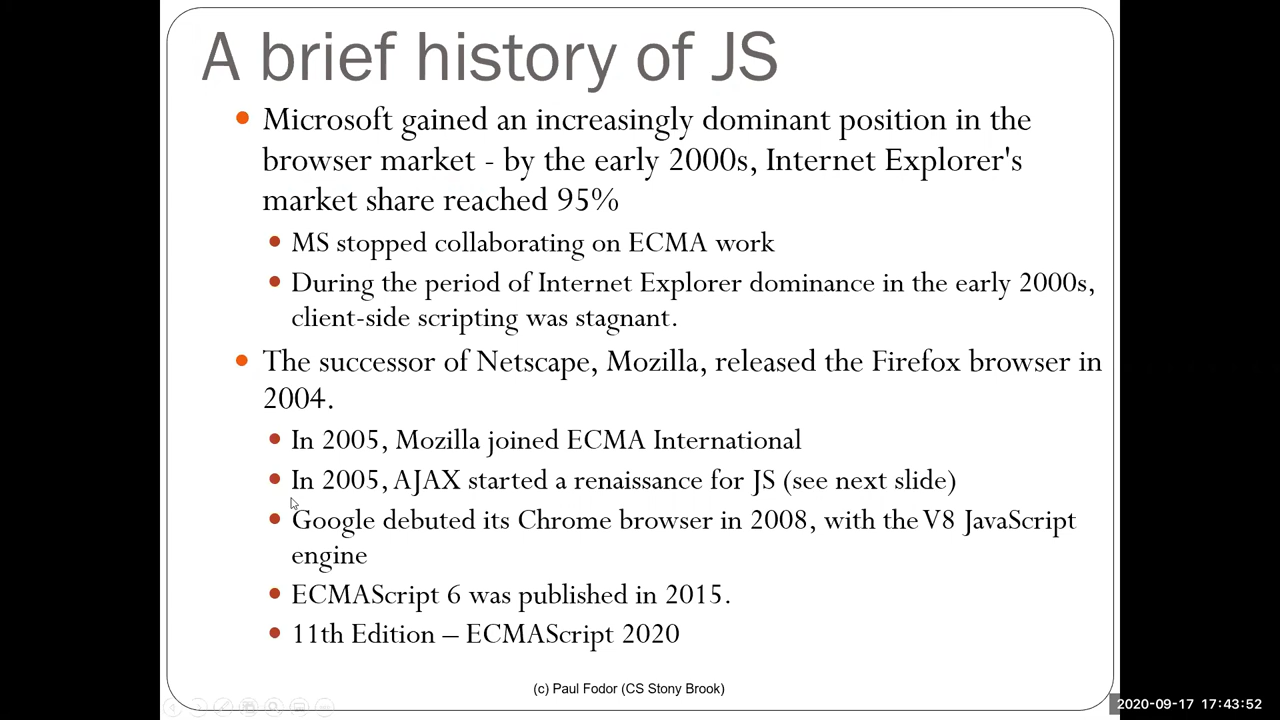 A brief history of JS
Microsoft gained an increasingly dominant position in the
browser market - by the early 2000s, Internet Explorer's
market share reached 95%
MS stopped collaborating on ECMA work
During the period of Internet Explorer dominance in the early 2000s,
client-side scripting was stagnant.
The successor of Netscape, Mozilla, released the Firefox browser in
2004.
In 2005, Mozilla joined ECMA International
In 2005, AJAX started a renaissance for JS (see next slide)
Google debuted its Chrome browser in 2008, with the V8 JavaScript
engine
ECMAScript 6 was published in 2015.
11th Edition – ECMAScript 2020
(c) Paul Fodor (CS Stony Brook)
2020-09-17 17:43:52